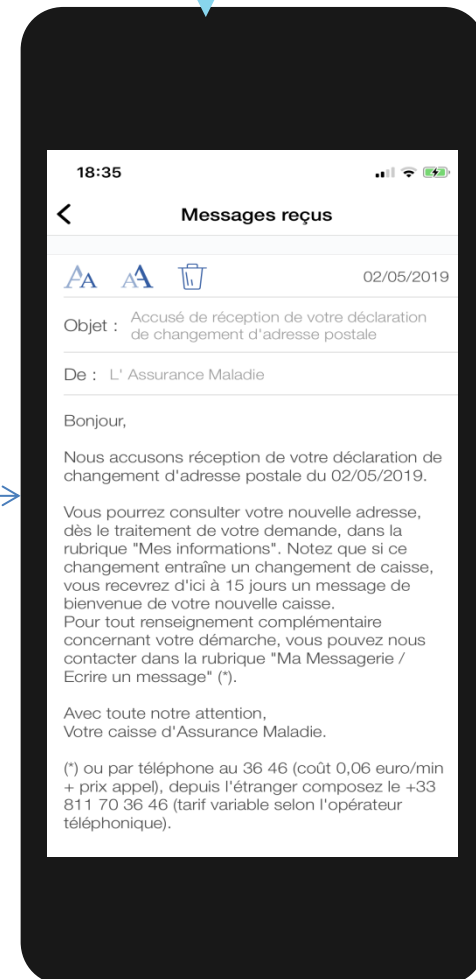 18:35
Messages reçus
AA AA 02/05/2019
Objet : Accusé de réception de votre déclaration
de changement d'adresse postale
De : L' Assurance Maladie
Bonjour,
Nous accusons réception de votre déclaration de
changement d'adresse postale du 02/05/2019.
Vous pourrez consulter votre nouvelle adresse,
dès le traitement de votre demande, dans la
rubrique "Mes informations". Notez que si ce
changement entraîne un changement de caisse,
vous recevrez d'ici à 15 jours un message de
bienvenue de votre nouvelle caisse.
Pour tout renseignement complémentaire
concernant votre démarche, vous pouvez nous
contacter dans la rubrique "Ma Messagerie /
Ecrire un message" (*).
Avec toute notre attention,
Votre caisse d'Assurance Maladie.
(*) ou par téléphone au 36 46 (coût 0,06 euro/min
+ prix appel), depuis l'étranger composez le +33
811 70 36 46 (tarif variable selon l'opérateur
téléphonique).